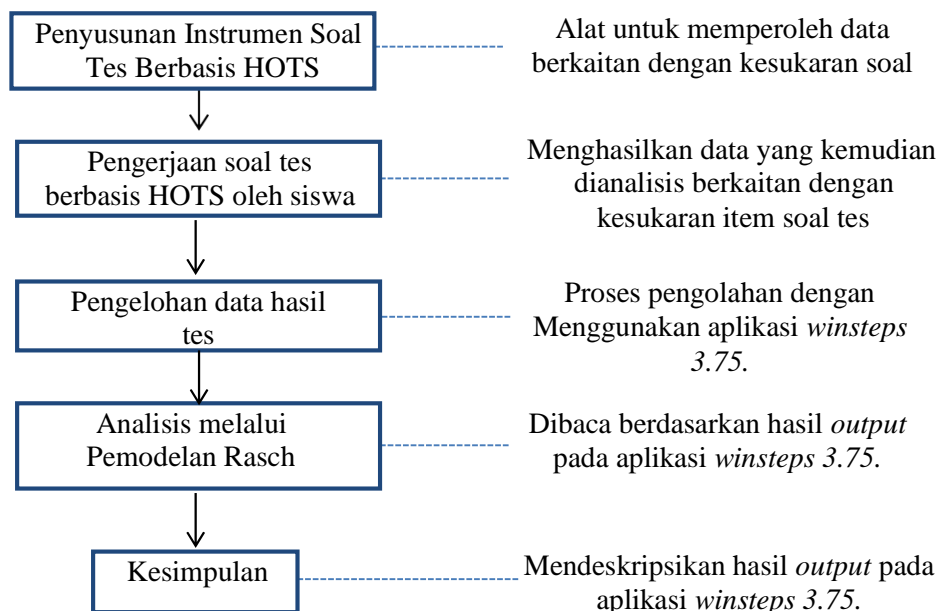 Penyusunan Instrumen Soal
Tes Berbasis HOTS
Alat untuk memperoleh data
berkaitan dengan kesukaran soal
Pengerjaan soal tes
berbasis HOTS oleh siswa
Menghasilkan data yang kemudian
dianalisis berkaitan dengan
kesukaran item soal tes
Pengelohan data hasil
tes
Proses pengolahan dengan
Menggunakan aplikasi winsteps
3.75.
Analisis melalui
Pemodelan Rasch
Dibaca berdasarkan hasil output
pada aplikasi winsteps 3.75.
Kesimpulan
Mendeskripsikan hasil output pada
aplikasi winsteps 3.75.